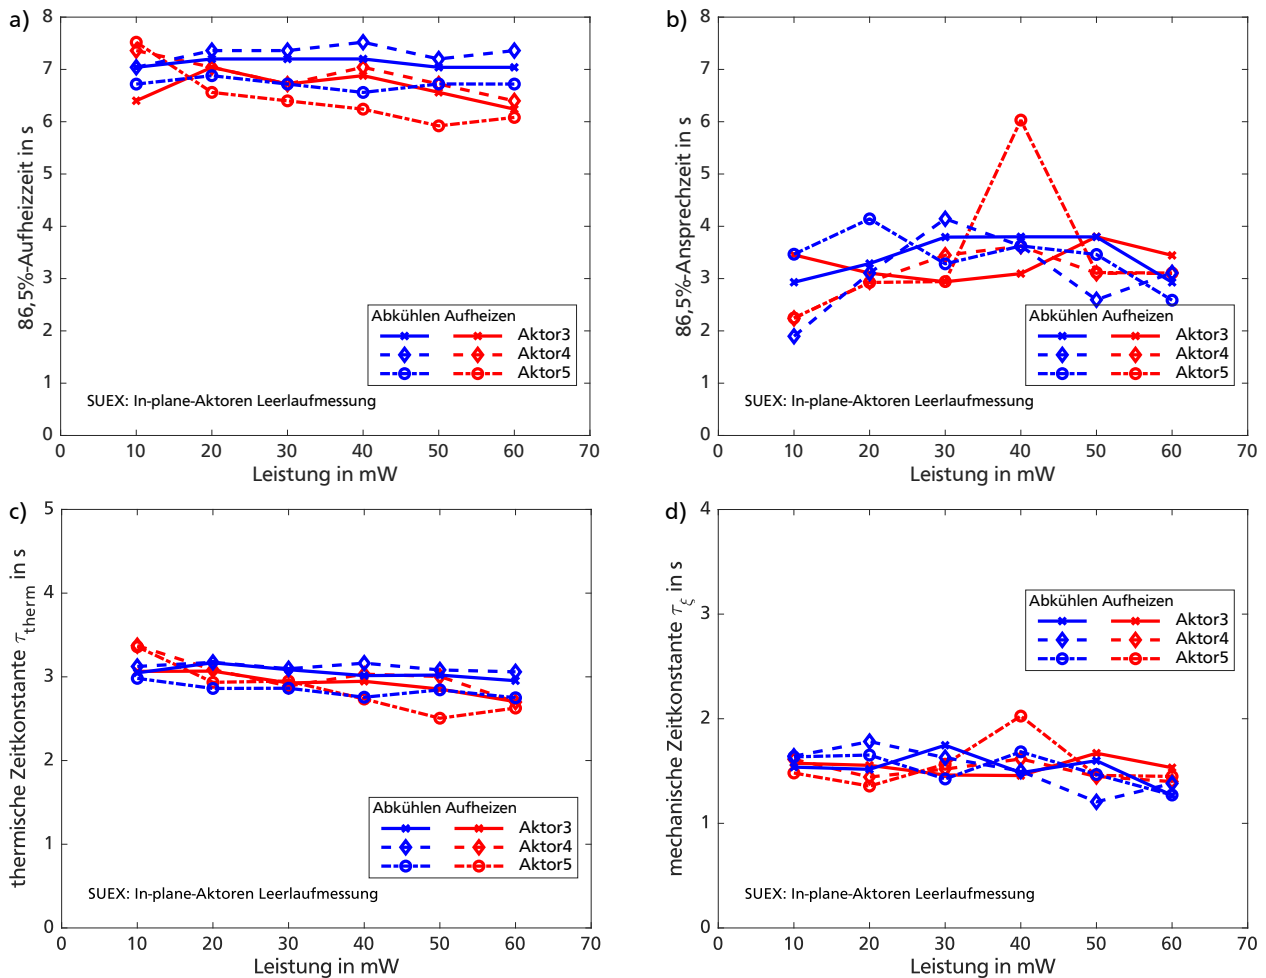 a)
8
7
6
5
4
3
2
1
0
86,5%-Aufheizzeit in s
Abkühlen Aufheizen
Aktor3
Aktor4
Aktor5
SUEX: In-plane-Aktoren Leerlaufmessung
0 10 20 30 40 50 60 70
Leistung in mW
b)
8
7
6
5
4
3
2
1
0
86,5%-Ansprechzeit in s
Abkühlen Aufheizen
Aktor3
Aktor4
Aktor5
SUEX: In-plane-Aktoren Leerlaufmessung
0 10 20 30 40 50 60 70
Leistung in mW
c)
5
4
3
2
1
0
thermische Zeitkonstante τtherm in s
Abkühlen Aufheizen
Aktor3
Aktor4
Aktor5
SUEX: In-plane-Aktoren Leerlaufmessung
0 10 20 30 40 50 60 70
Leistung in mW
d)
4
3
2
1
0
mechanische Zeitkonstante τξ in s
Abkühlen Aufheizen
Aktor3
Aktor4
Aktor5
SUEX: In-plane-Aktoren Leerlaufmessung
0 10 20 30 40 50 60 70
Leistung in mW